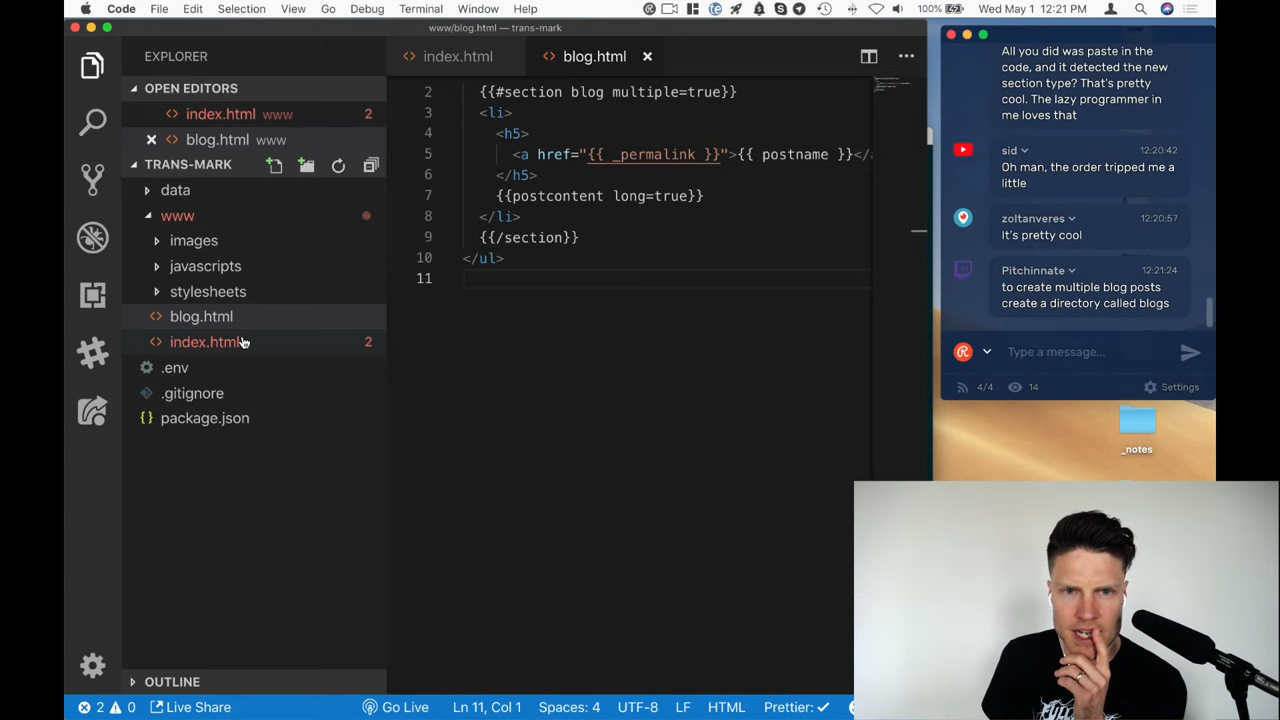 Code File Edit Selection View Go Debug Terminal Window Help
100% Wed May 1 12:21 PM
www/blog.html — trans-mark
EXPLORER
OPEN EDITORS
index.html www 2
blog.html www
TRANS-MARK
data
www
images
javascripts
stylesheets
blog.html
index.html 2
.env
.gitignore
package.json
OUTLINE
index.html
blog.html
2 {{#section blog multiple=true}}
3 <li>
4 <h5>
5 <a href="{{ _permalink }}">{{ postname }}</a
6 </h5>
7 {{postcontent long=true}}
8 </li>
9 {{/section}}
10 </ul>
11
All you did was paste in the
code, and it detected the new
section type? That's pretty
cool. The lazy programmer in
me loves that
sid 12:20:42
Oh man, the order tripped me a
little
zoltanveres 12:20:57
It's pretty cool
Pitchinnate 12:21:24
to create multiple blog posts
create a directory called blogs
Type a message...
4/4 14 Settings
_notes
2 0 Live Share Go Live Ln 11, Col 1 Spaces: 4 UTF-8 LF HTML Prettier: ✓